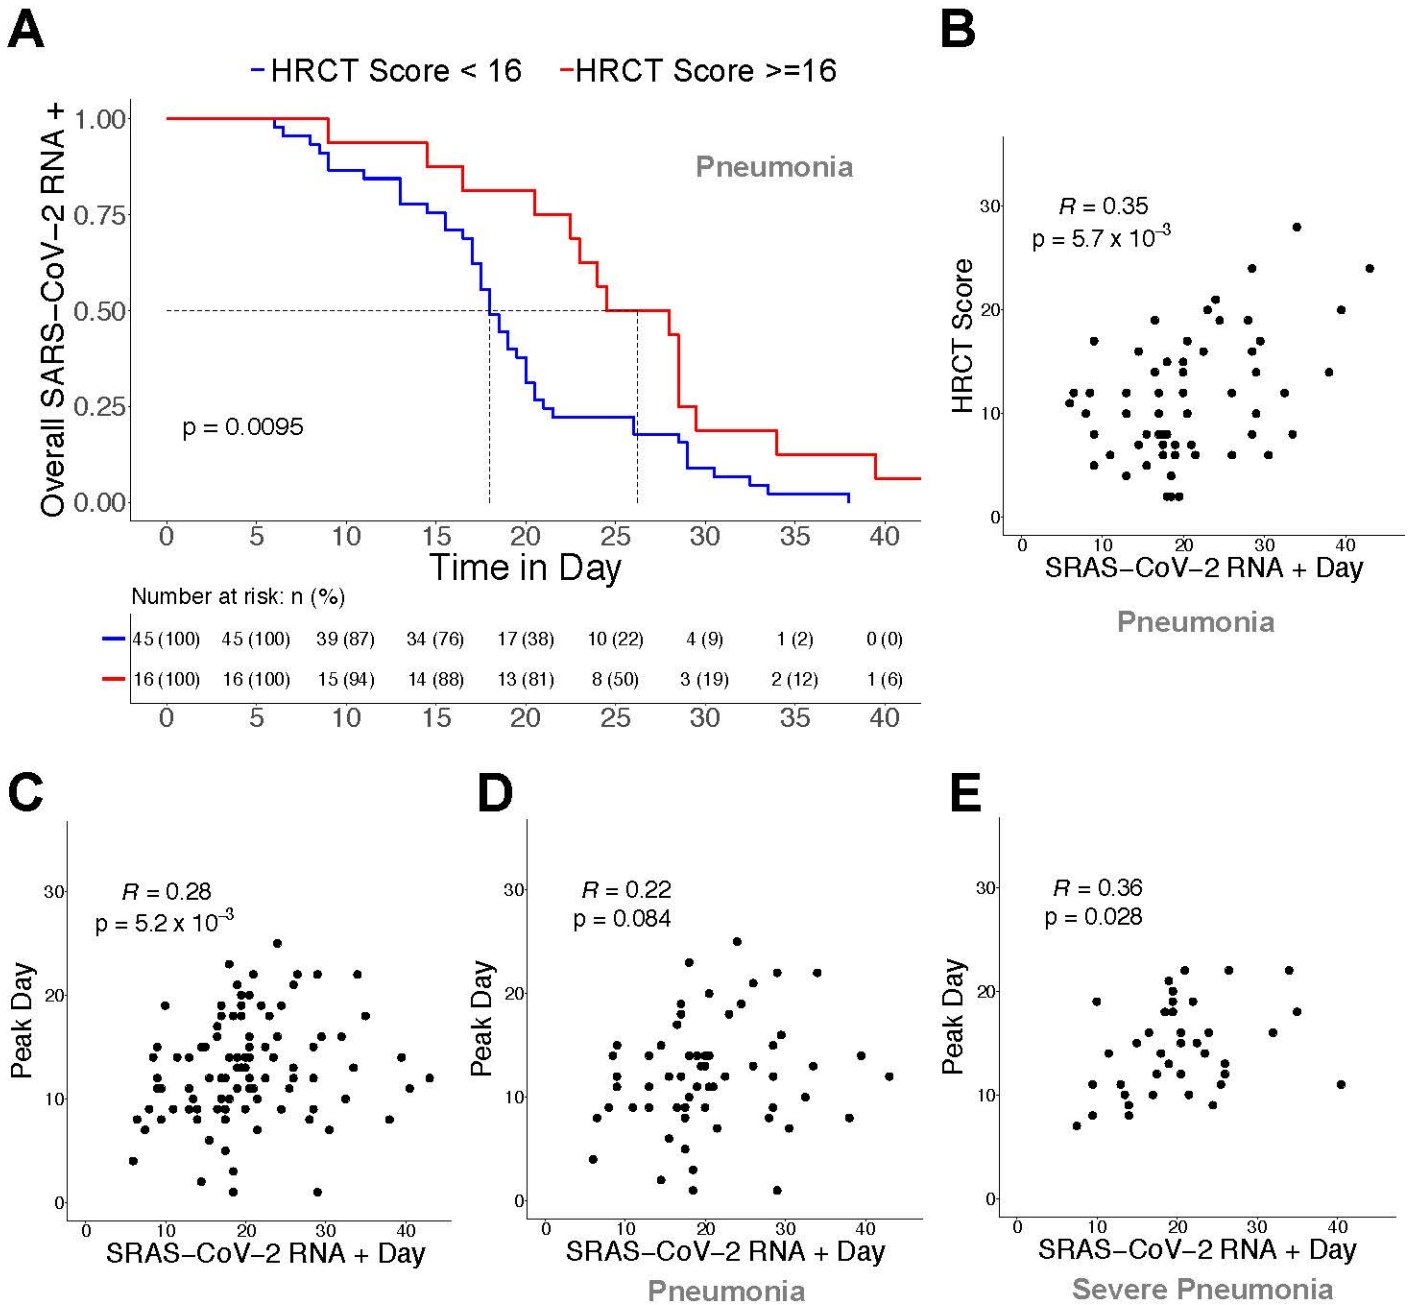 A
HRCT Score < 16
HRCT Score >=16
Overall SARS−CoV−2 RNA +
1.00
0.75
0.50
0.25
0.00
Pneumonia
p = 0.0095
0 5 10 15 20 25 30 35 40
Time in Day
Number at risk: n (%)
45 (100) 45 (100) 39 (87) 34 (76) 17 (38) 10 (22) 4 (9) 1 (2) 0 (0)
16 (100) 16 (100) 15 (94) 14 (88) 13 (81) 8 (50) 3 (19) 2 (12) 1 (6)
0 5 10 15 20 25 30 35 40
B
HRCT Score
30
20
10
0
R = 0.35
p = 5.7 x 10⁻³
0 10 20 30 40
SRAS−CoV−2 RNA + Day
Pneumonia
C
Peak Day
30
20
10
0
R = 0.28
p = 5.2 x 10⁻³
0 10 20 30 40
SRAS−CoV−2 RNA + Day
D
Peak Day
30
20
10
0
R = 0.22
p = 0.084
0 10 20 30 40
SRAS−CoV−2 RNA + Day
Pneumonia
E
Peak Day
30
20
10
0
R = 0.36
p = 0.028
0 10 20 30 40
SRAS−CoV−2 RNA + Day
Severe Pneumonia